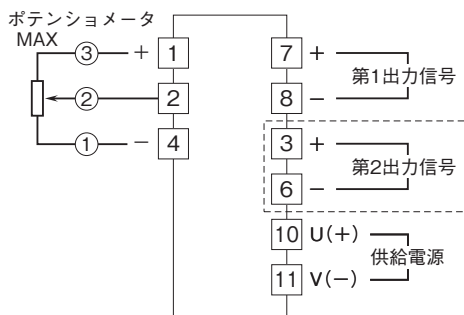 ポテンショメータ
MAX
③ + 1
② 2
① − 4
7 +
第1出力信号
8 −
3 +
第2出力信号
6 −
10 U(+)
供給電源
11 V(−)